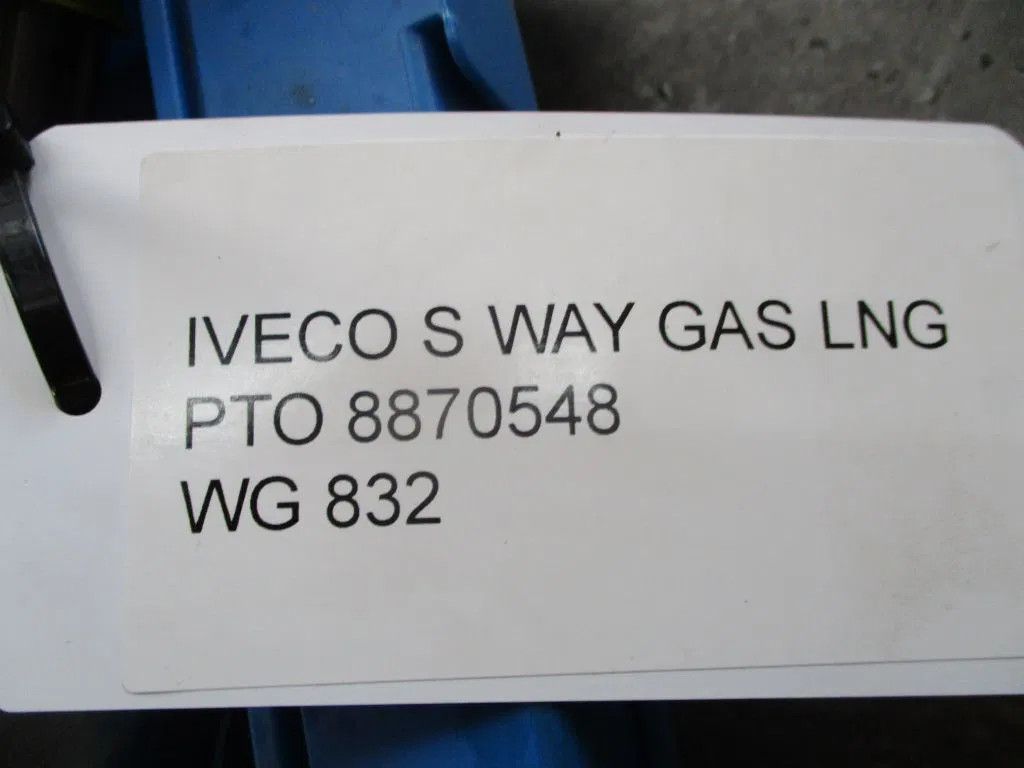 IVECO S WAY GAS LNG
PTO 8870548
WG 832